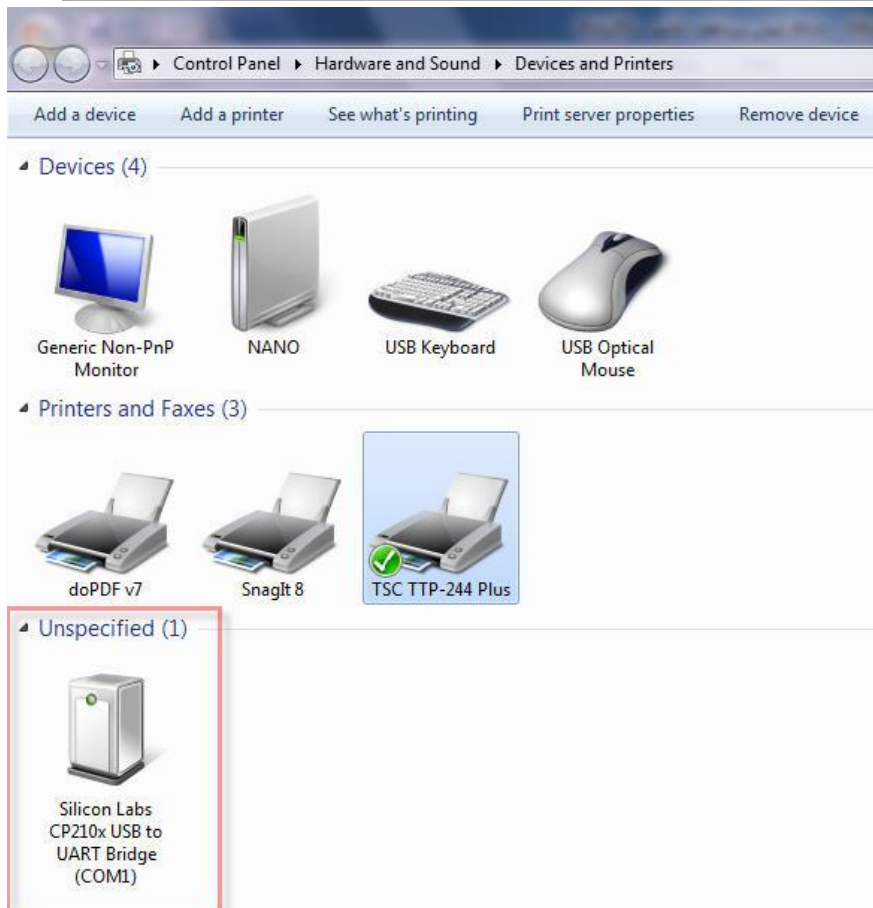 Control Panel ▸ Hardware and Sound ▸ Devices and Printers
Add a device Add a printer See what's printing Print server properties Remove device
Devices (4)
Generic Non-PnP
Monitor
NANO
USB Keyboard
USB Optical
Mouse
Printers and Faxes (3)
doPDF v7
SnagIt 8
TSC TTP-244 Plus
Unspecified (1)
Silicon Labs
CP210x USB to
UART Bridge
(COM1)